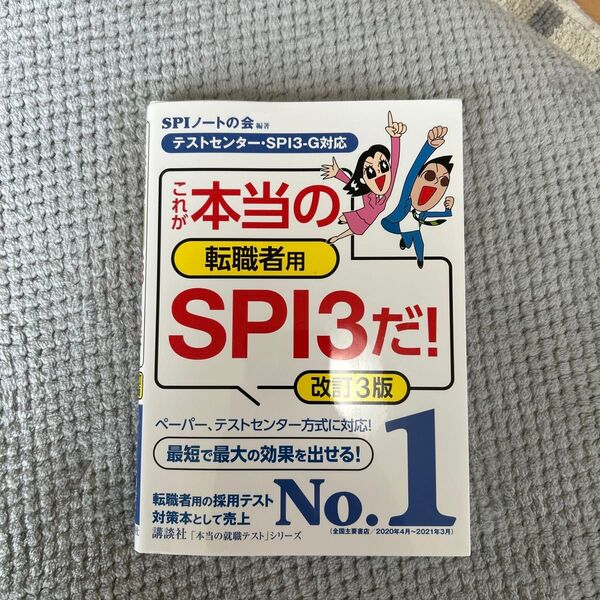 SPIノートの会 編著
テストセンター・SPI3-G対応
これが
本当の
転職者用
SPI3だ!
改訂3版
ペーパー、テストセンター方式に対応!
最短で最大の効果を出せる!
転職者用の採用テスト
対策本として売上
No.1
講談社「本当の就職テスト」シリーズ
(全国主要書店/2020年4月〜2021年3月)